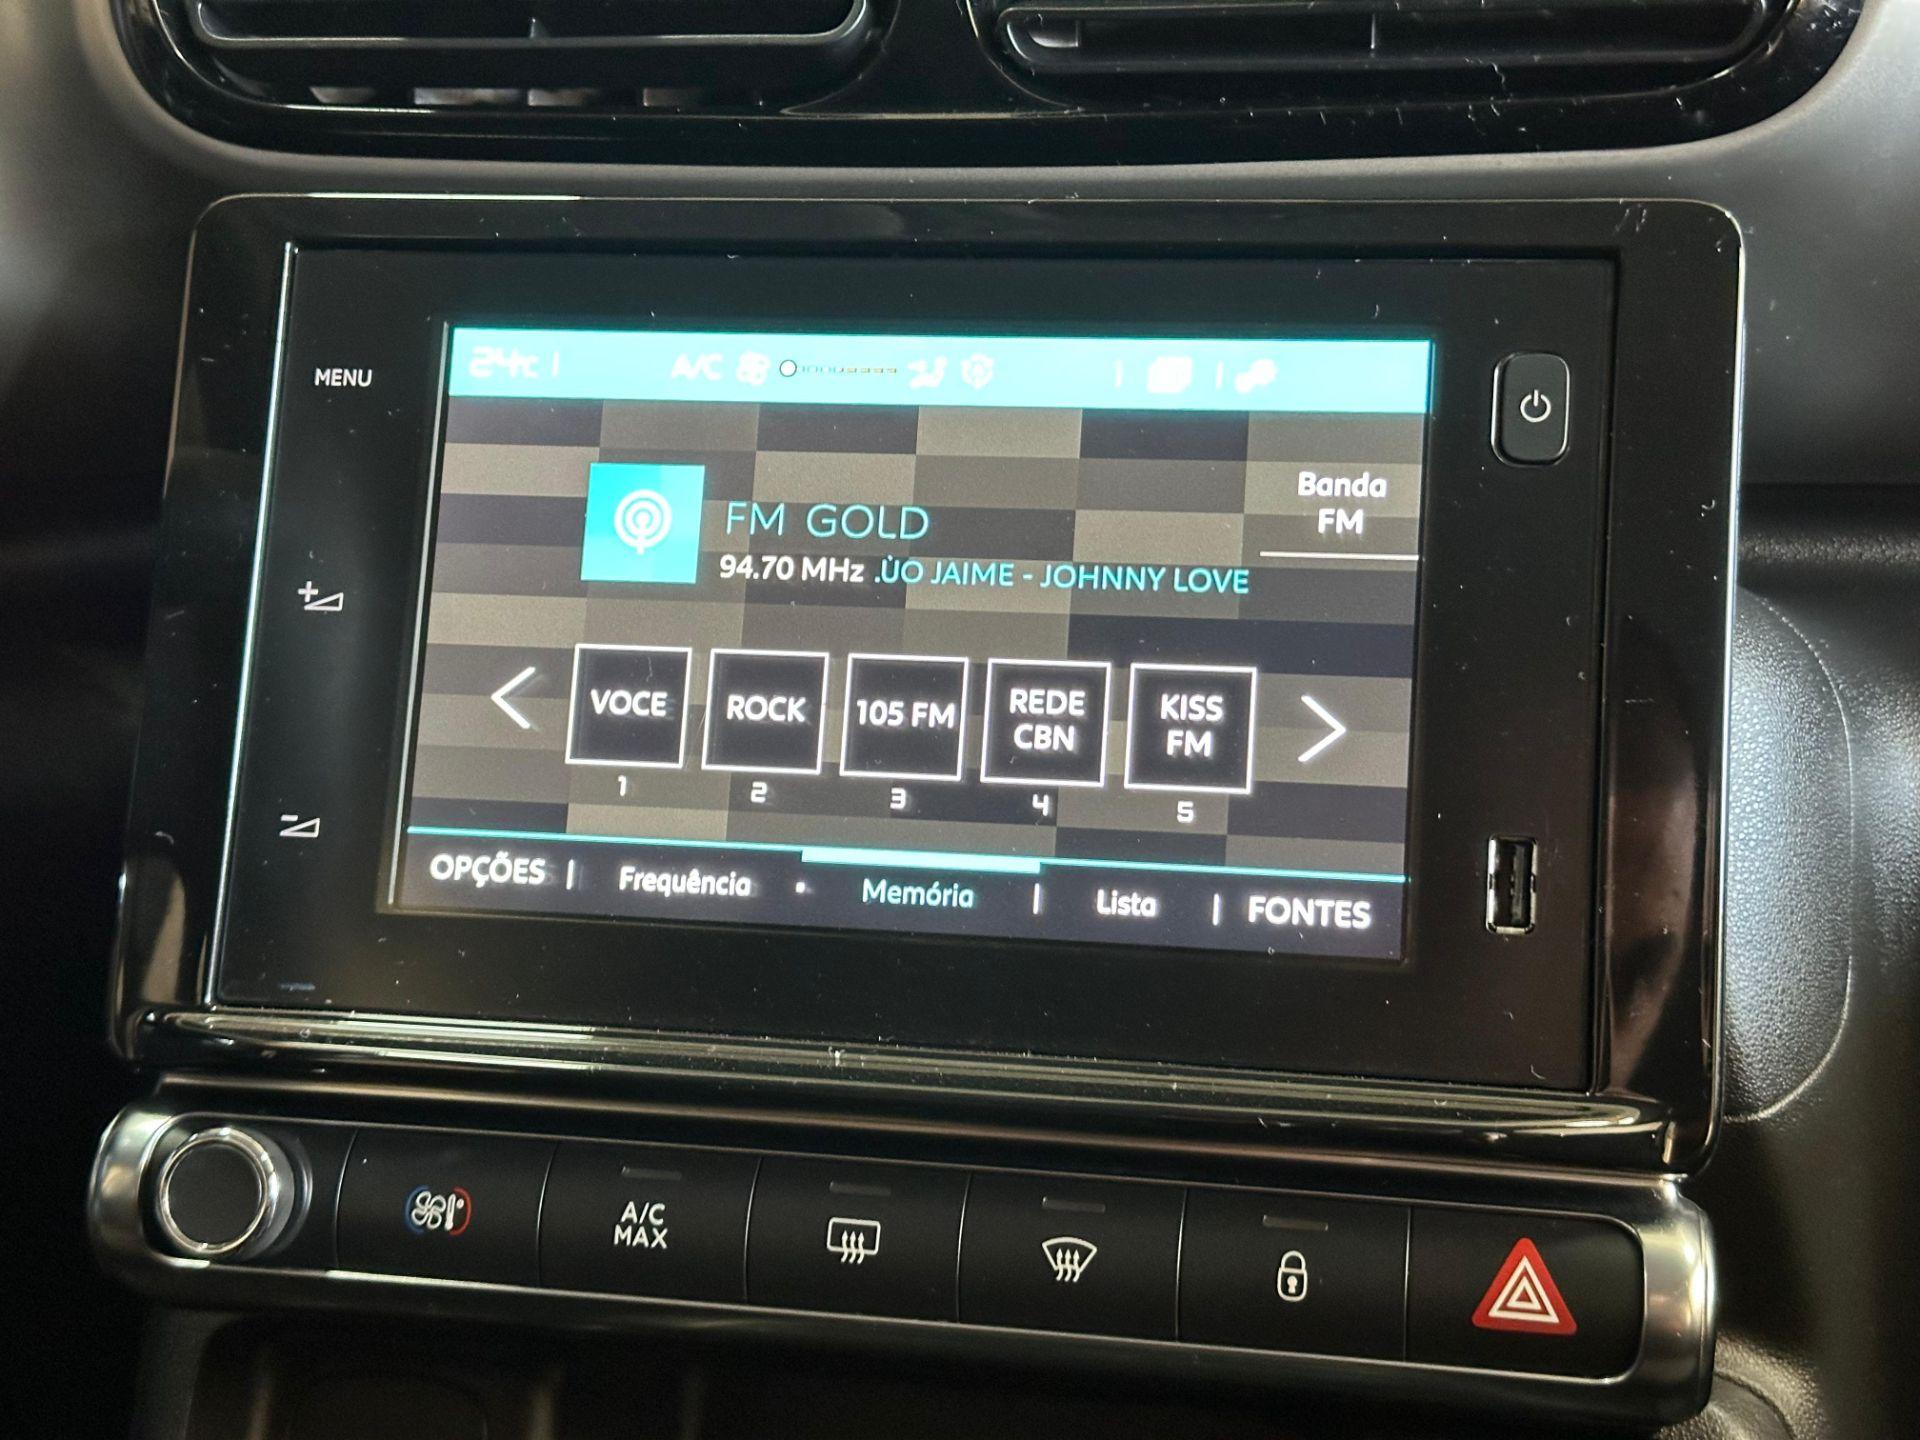 MENU
24°C
A/C
Banda
FM
FM GOLD
94.70 MHz .ÙO JAIME - JOHNNY LOVE
VOCE
ROCK
105 FM
REDE
CBN
KISS
FM
1
2
3
4
5
OPÇÕES
Frequência
Memória
Lista
FONTES
A/C
MAX